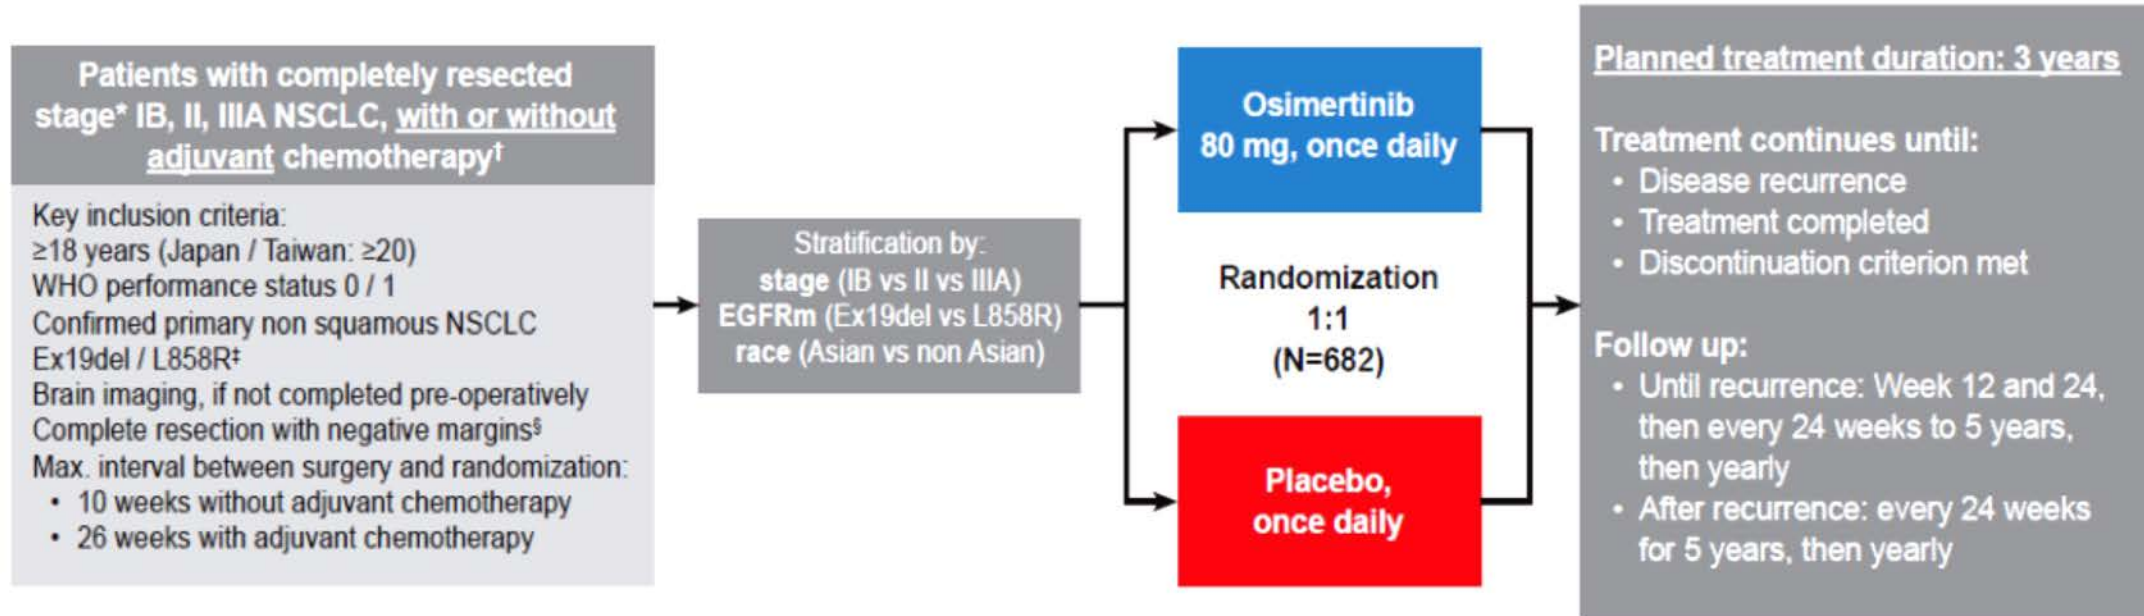 Patients with completely resected
stage* IB, II, IIIA NSCLC, with or without
adjuvant chemotherapy†
Key inclusion criteria:
≥18 years (Japan / Taiwan: ≥20)
WHO performance status 0 / 1
Confirmed primary non squamous NSCLC
Ex19del / L858R‡
Brain imaging, if not completed pre-operatively
Complete resection with negative margins§
Max. interval between surgery and randomization:
• 10 weeks without adjuvant chemotherapy
• 26 weeks with adjuvant chemotherapy
Stratification by:
stage (IB vs II vs IIIA)
EGFRm (Ex19del vs L858R)
race (Asian vs non Asian)
Osimertinib
80 mg, once daily
Randomization
1:1
(N=682)
Placebo,
once daily
Planned treatment duration: 3 years
Treatment continues until:
• Disease recurrence
• Treatment completed
• Discontinuation criterion met
Follow up:
• Until recurrence: Week 12 and 24,
then every 24 weeks to 5 years,
then yearly
• After recurrence: every 24 weeks
for 5 years, then yearly